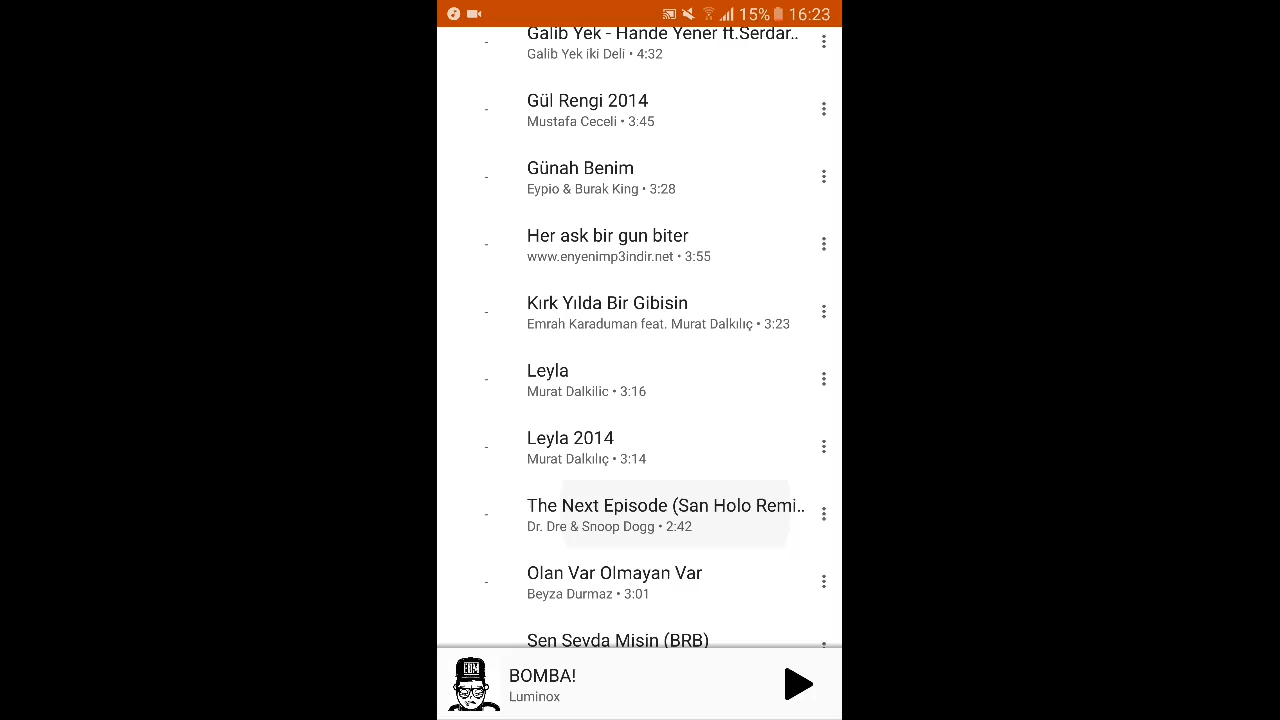 15% 16:23
Galib Yek - Hande Yener ft.Serdar..
Galib Yek iki Deli • 4:32
Gül Rengi 2014
Mustafa Ceceli • 3:45
Günah Benim
Eypio & Burak King • 3:28
Her ask bir gun biter
www.enyenimp3indir.net • 3:55
Kırk Yılda Bir Gibisin
Emrah Karaduman feat. Murat Dalkılıç • 3:23
Leyla
Murat Dalkilic • 3:16
Leyla 2014
Murat Dalkılıç • 3:14
The Next Episode (San Holo Remi..
Dr. Dre & Snoop Dogg • 2:42
Olan Var Olmayan Var
Beyza Durmaz • 3:01
Sen Sevda Mısın (BRB)
EDM
BOMBA!
Luminox